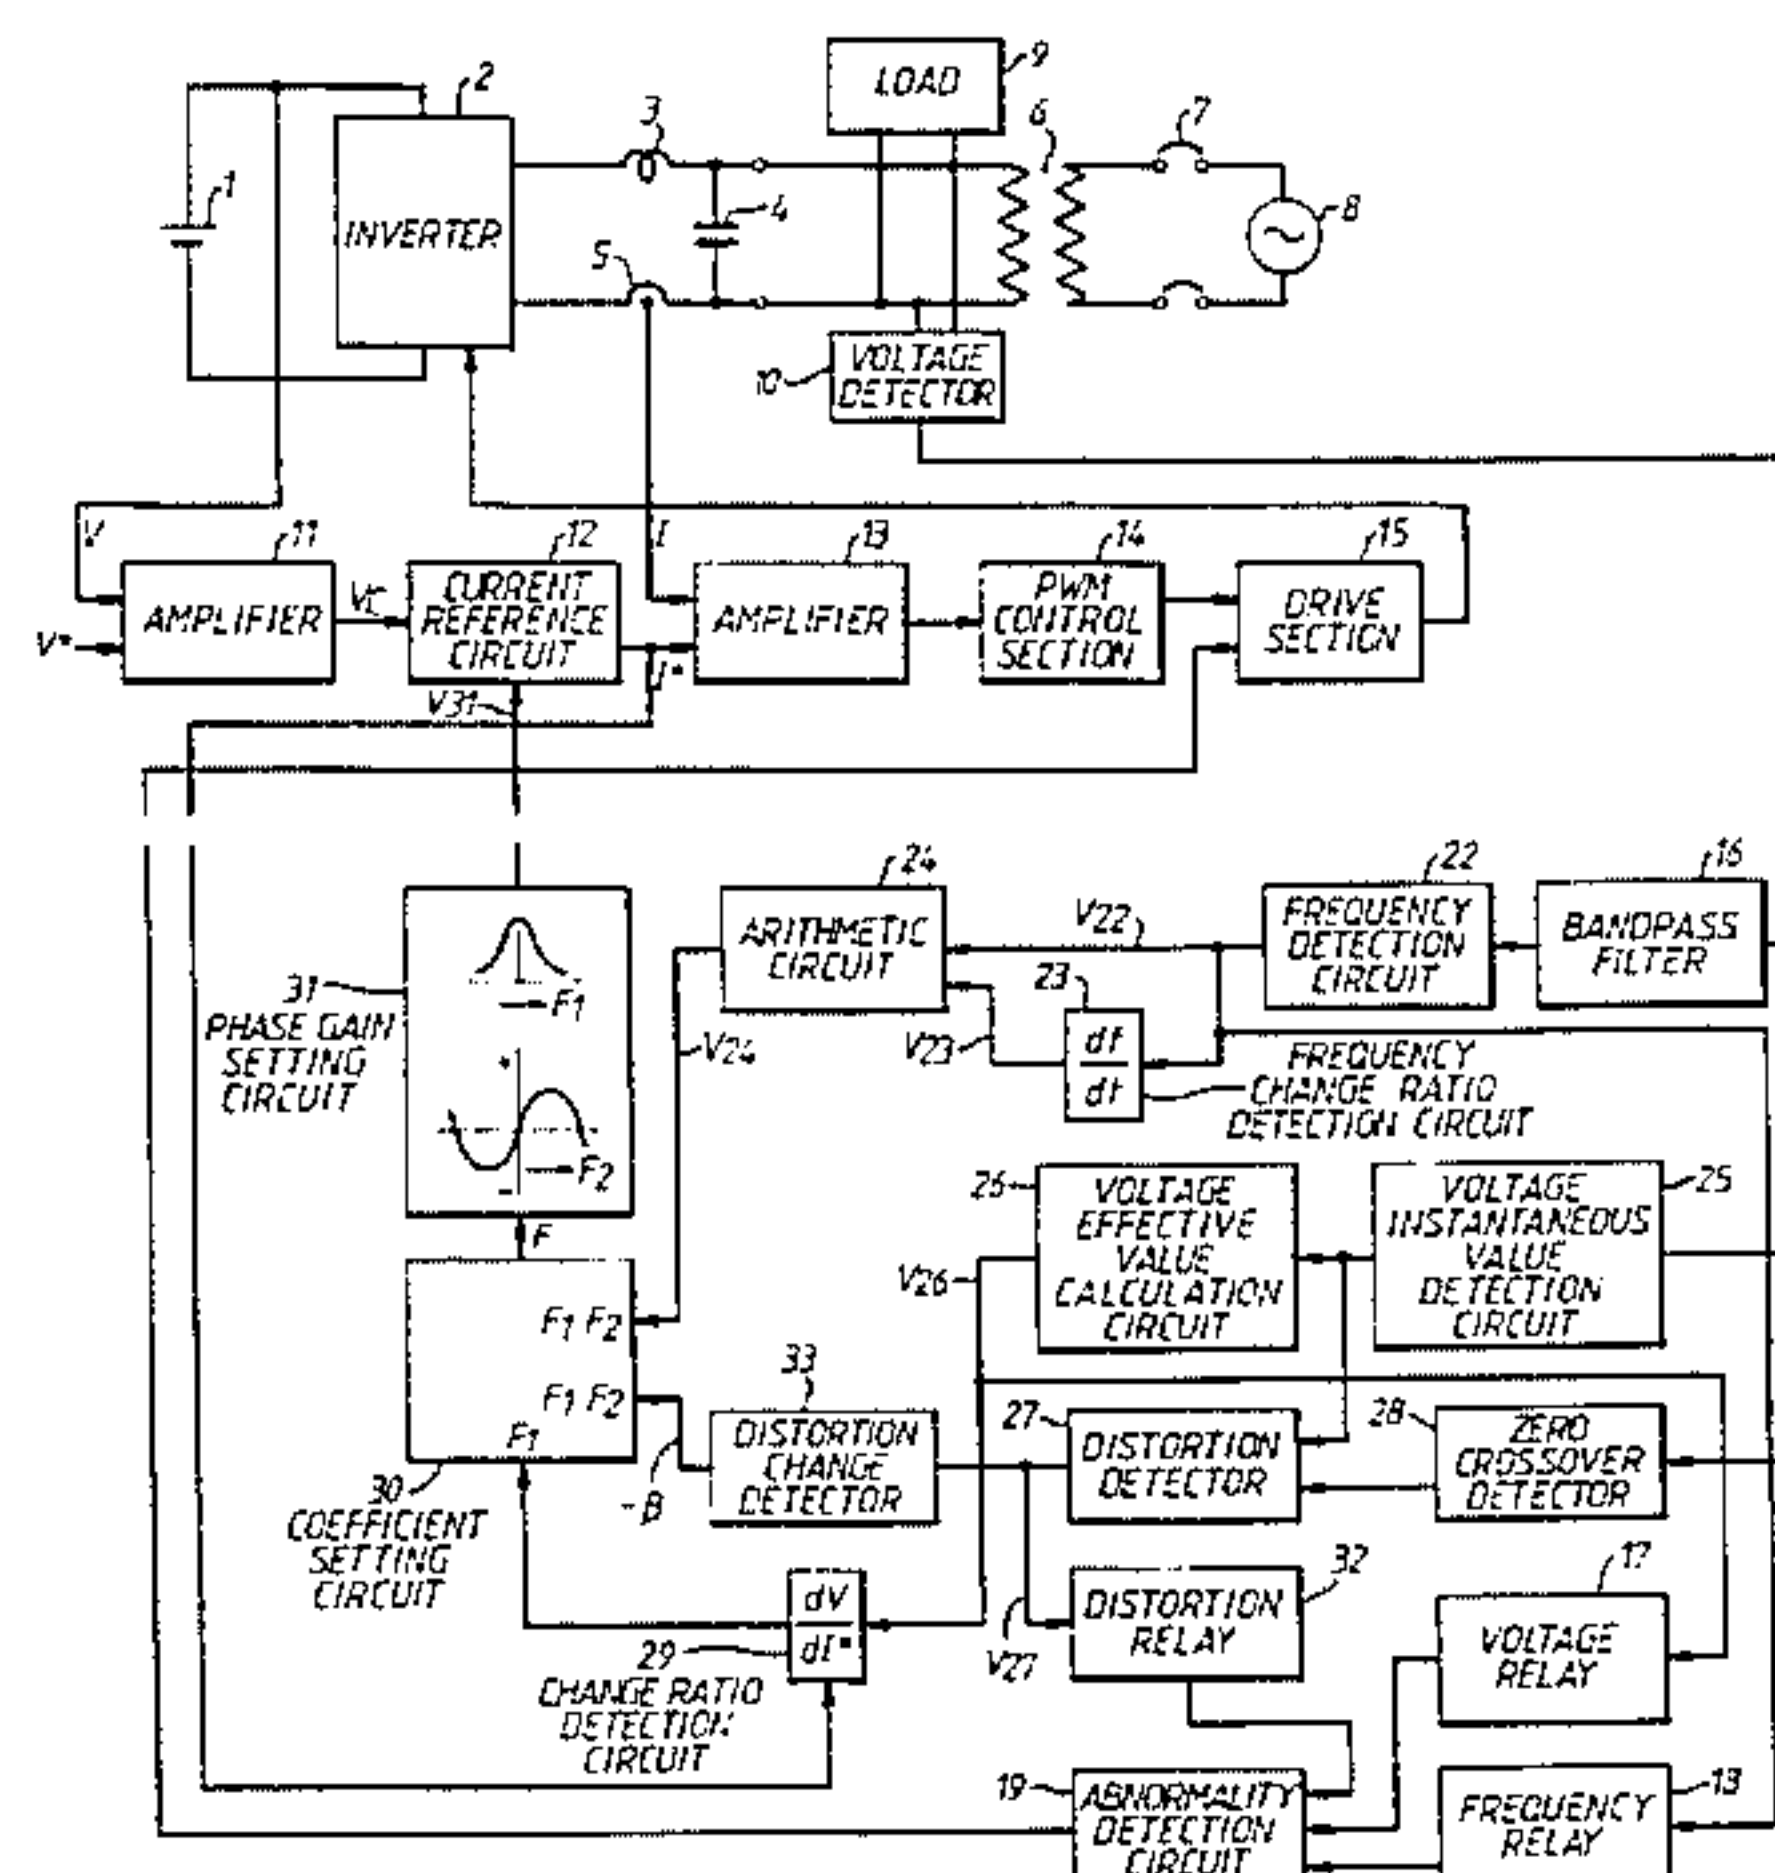 2
3
9
LOAD
6
7
1
INVERTER
4
8
5
10
VOLTAGE
DETECTOR
V
11
12
I
13
14
15
V*
AMPLIFIER
VC
CURRENT
REFERENCE
CIRCUIT
I*
AMPLIFIER
PWM
CONTROL
SECTION
DRIVE
SECTION
V31
24
22
16
31
PHASE GAIN
SETTING
CIRCUIT
F1
+
F2
-
ARITHMETIC
CIRCUIT
V22
FREQUENCY
DETECTION
CIRCUIT
BANDPASS
FILTER
V24
V23
23
df
dt
FREQUENCY
CHANGE RATIO
DETECTION CIRCUIT
F
26
VOLTAGE
EFFECTIVE
VALUE
CALCULATION
CIRCUIT
VOLTAGE
INSTANTANEOUS
VALUE
DETECTION
CIRCUIT
25
V26
F1 F2
F1 F2
F1
33
DISTORTION
CHANGE
DETECTOR
27
DISTORTION
DETECTOR
28
ZERO
CROSSOVER
DETECTOR
-β
30
COEFFICIENT
SETTING
CIRCUIT
dV
dI*
29
CHANGE RATIO
DETECTION
CIRCUIT
V27
DISTORTION
RELAY
32
17
VOLTAGE
RELAY
19
ABNORMALITY
DETECTION
CIRCUIT
FREQUENCY
RELAY